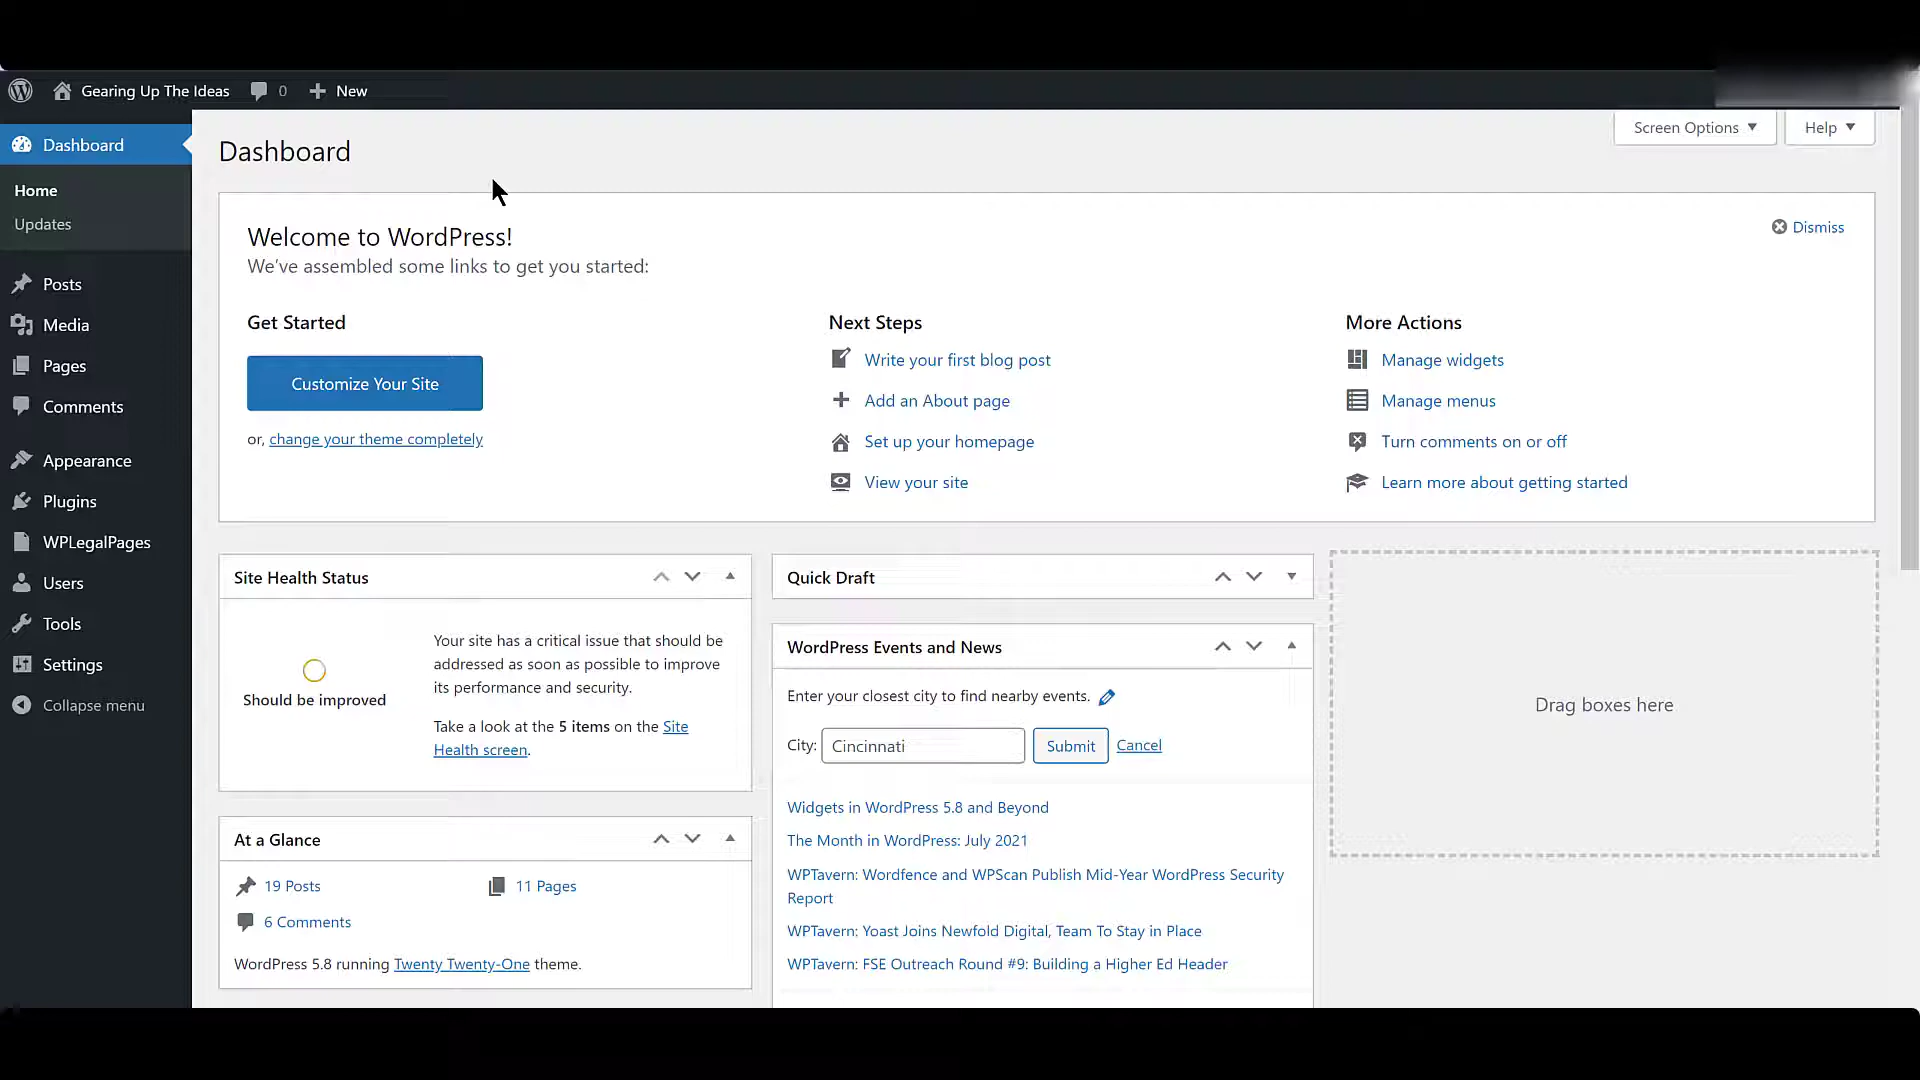 Gearing Up The Ideas 0 New
Screen Options Help
Dashboard
Home
Updates
Posts
Media
Pages
Comments
Appearance
Plugins
WPLegalPages
Users
Tools
Settings
Collapse menu
Dashboard
Welcome to WordPress!
We've assembled some links to get you started:
Dismiss
Get Started
Customize Your Site
or, change your theme completely
Next Steps
Write your first blog post
Add an About page
Set up your homepage
View your site
More Actions
Manage widgets
Manage menus
Turn comments on or off
Learn more about getting started
Site Health Status
Should be improved
Your site has a critical issue that should be
addressed as soon as possible to improve
its performance and security.
Take a look at the 5 items on the Site
Health screen.
At a Glance
19 Posts
11 Pages
6 Comments
WordPress 5.8 running Twenty Twenty-One theme.
Quick Draft
WordPress Events and News
Enter your closest city to find nearby events.
City: Cincinnati Submit Cancel
Widgets in WordPress 5.8 and Beyond
The Month in WordPress: July 2021
WPTavern: Wordfence and WPScan Publish Mid-Year WordPress Security
Report
WPTavern: Yoast Joins Newfold Digital, Team To Stay in Place
WPTavern: FSE Outreach Round #9: Building a Higher Ed Header
Drag boxes here